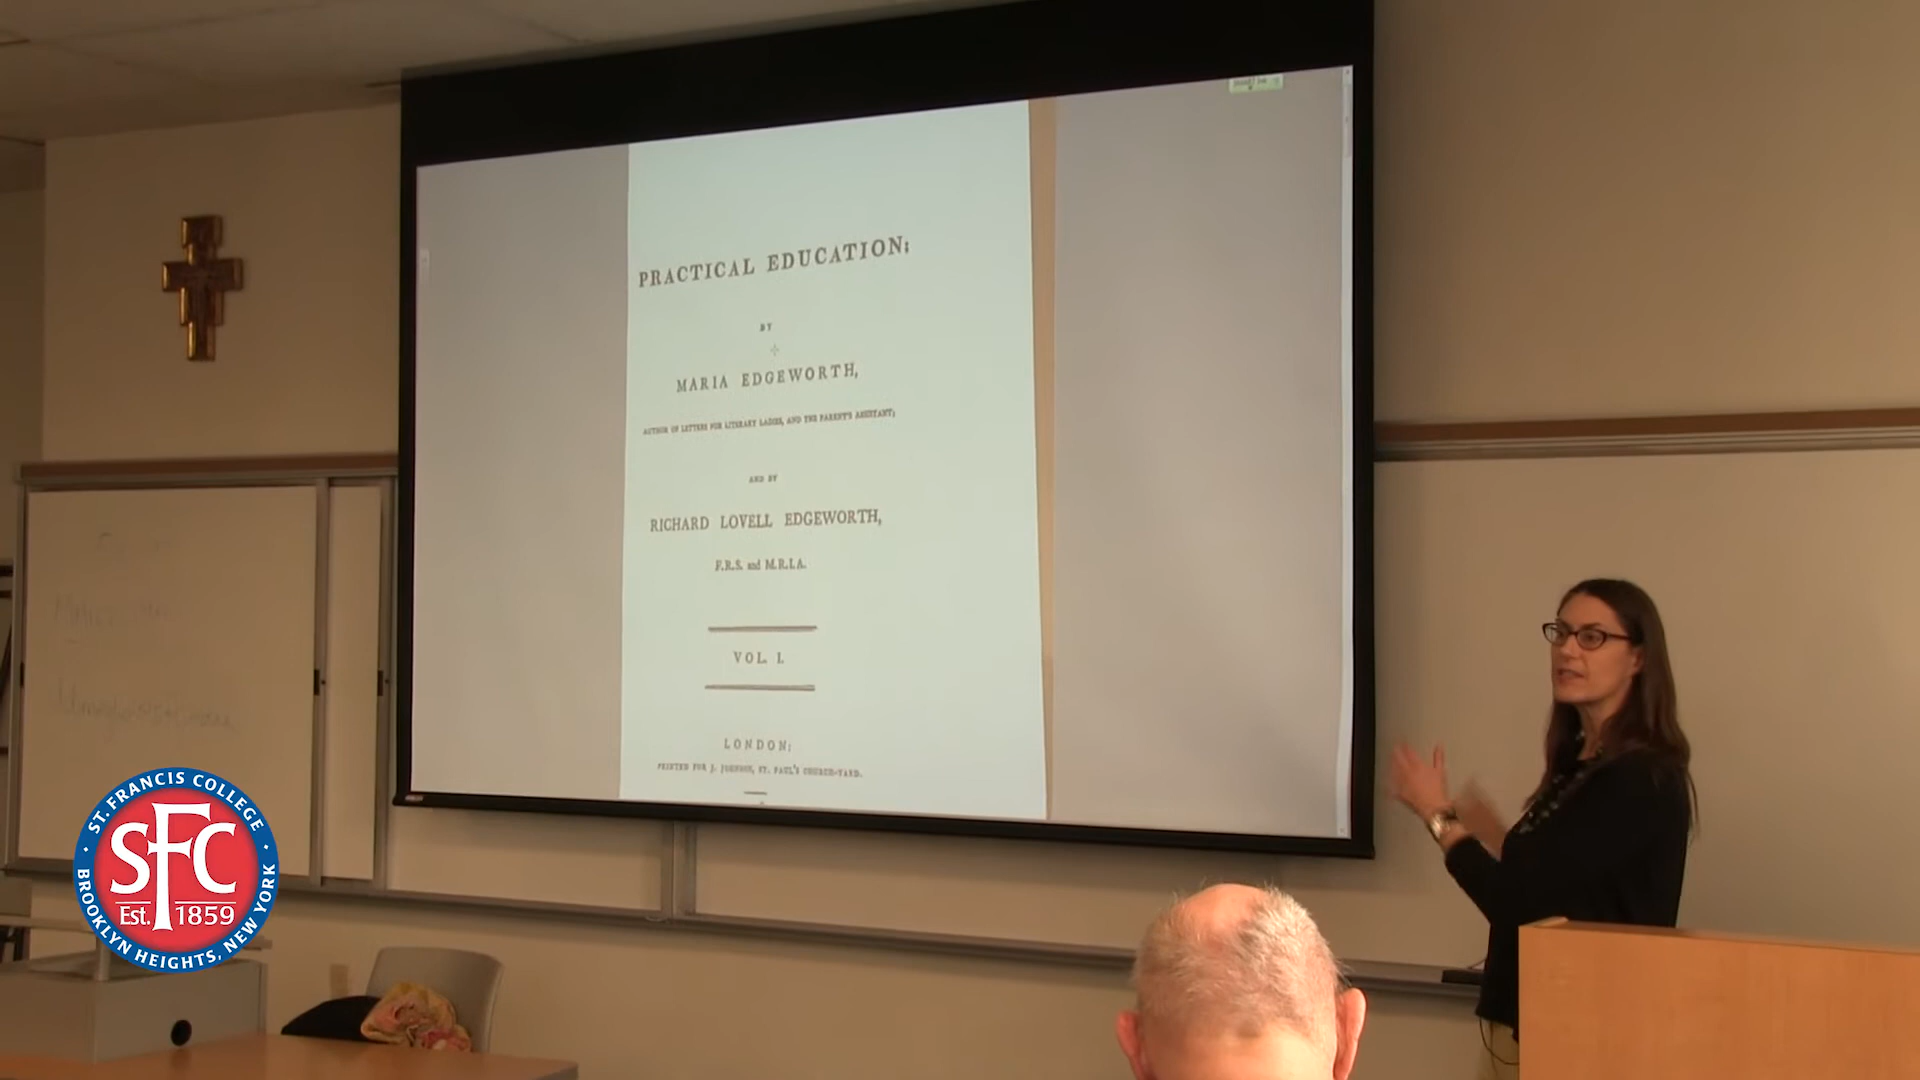 PRACTICAL EDUCATION;
BY
MARIA EDGEWORTH,
AUTHOR OF LETTERS FOR LITERARY LADIES, AND THE PARENT'S ASSISTANT;
AND BY
RICHARD LOVELL EDGEWORTH,
F.R.S. and M.R.I.A.
VOL. I.
LONDON:
PRINTED FOR J. JOHNSON, ST. PAUL'S CHURCH-YARD.
ST. FRANCIS COLLEGE
SFC
Est. 1859
BROOKLYN HEIGHTS, NEW YORK